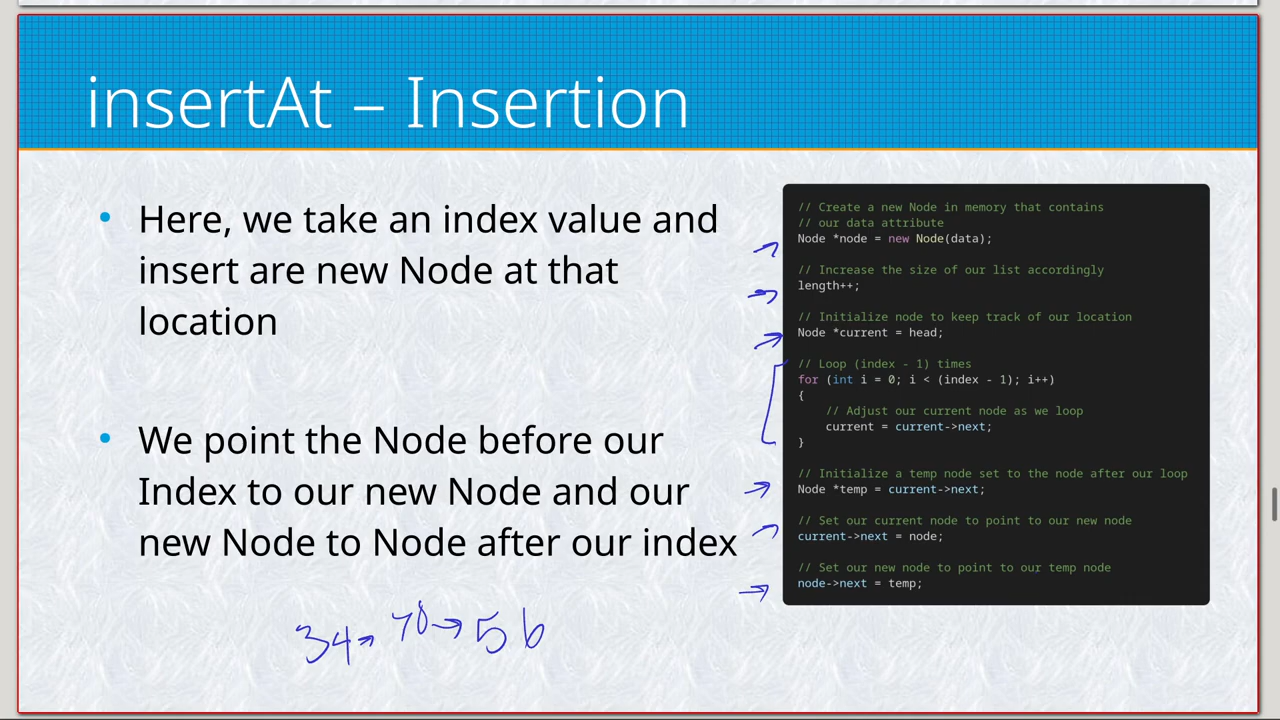 insertAt – Insertion
Here, we take an index value and
insert are new Node at that
location
We point the Node before our
Index to our new Node and our
new Node to Node after our index
// Create a new Node in memory that contains
// our data attribute
Node *node = new Node(data);
// Increase the size of our list accordingly
length++;
// Initialize node to keep track of our location
Node *current = head;
// Loop (index - 1) times
for (int i = 0; i < (index - 1); i++)
{
// Adjust our current node as we loop
current = current->next;
}
// Initialize a temp node set to the node after our loop
Node *temp = current->next;
// Set our current node to point to our new node
current->next = node;
// Set our new node to point to our temp node
node->next = temp;
34 → → 56